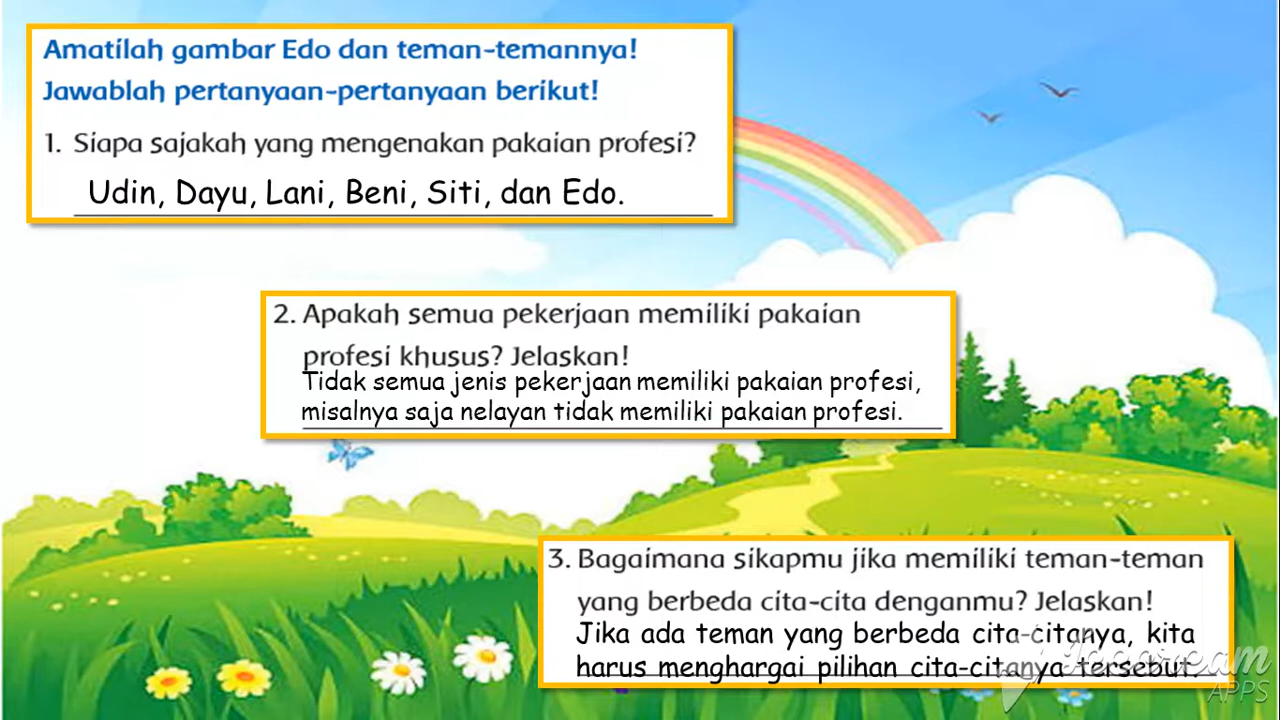 Amatilah gambar Edo dan teman-temannya!
Jawablah pertanyaan-pertanyaan berikut!
1. Siapa sajakah yang mengenakan pakaian profesi?
Udin, Dayu, Lani, Beni, Siti, dan Edo.
2. Apakah semua pekerjaan memiliki pakaian
profesi khusus? Jelaskan!
Tidak semua jenis pekerjaan memiliki pakaian profesi,
misalnya saja nelayan tidak memiliki pakaian profesi.
3. Bagaimana sikapmu jika memiliki teman-teman
yang berbeda cita-cita denganmu? Jelaskan!
Jika ada teman yang berbeda cita-citanya, kita
harus menghargai pilihan cita-citanya tersebut.
APPS